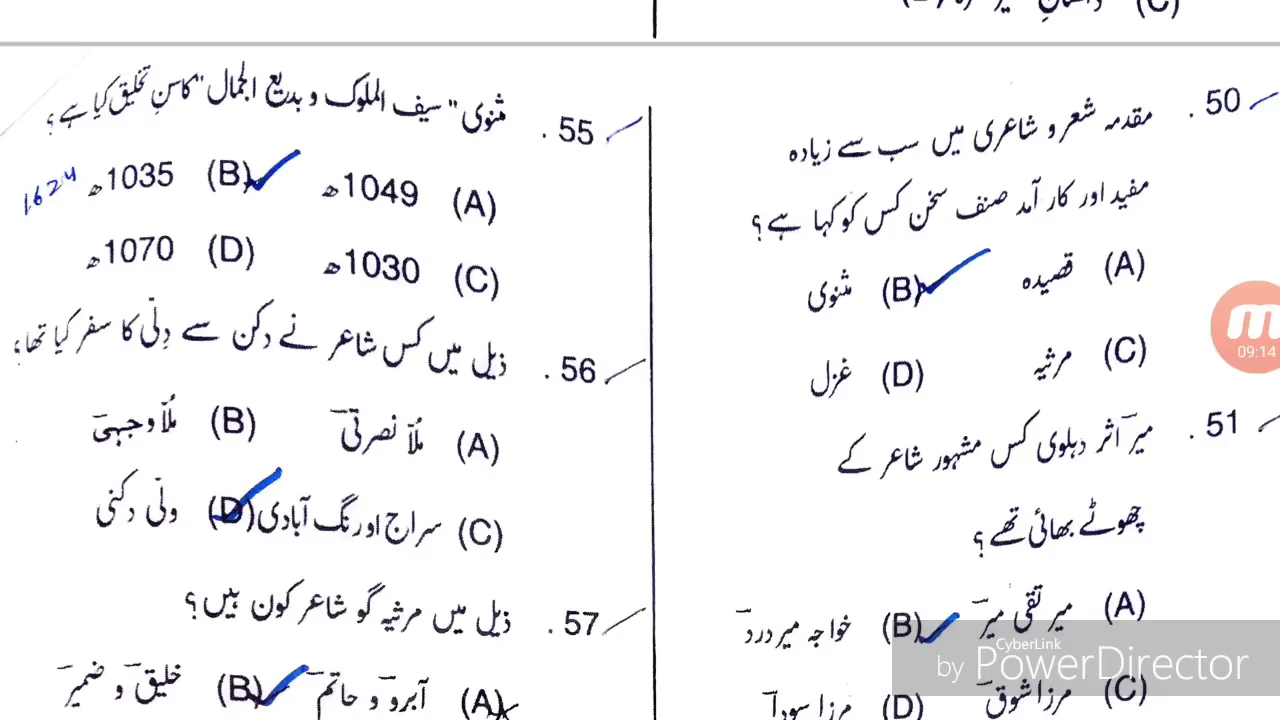 (C)
50. مقدمہ شعر و شاعری میں سب سے زیادہ
مفید اور کار آمد صنف سخن کس کو کہا ہے؟
(A) قصیدہ (B) مثنوی
(C) مرثیہ (D) غزل
51. میرؔ اثر دہلوی کس مشہور شاعر کے
چھوٹے بھائی تھے؟
(A) میر تقی میرؔ (B) خواجہ میر دردؔ
(C) مرزا شوقؔ (D) مرزا سوداؔ
55. مثنوی "سیف الملوک و بدیع الجمال" کا سنِ تخلیق کیا ہے؟
(A) 1049ھ (B) 1035ھ 1624
(C) 1030ھ (D) 1070ھ
56. ذیل میں کس شاعر نے دکن سے دِلّی کا سفر کیا تھا؟
(A) مُلّا نصرتیؔ (B) مُلّا وجہیؔ
(C) سراج اورنگ آبادی (D) ولی دکنی
57. ذیل میں مرثیہ گو شاعر کون ہیں؟
(A) آبروؔ و حاتمؔ (B) خلیقؔ و ضمیرؔ
09:14
CyberLink
by PowerDirector